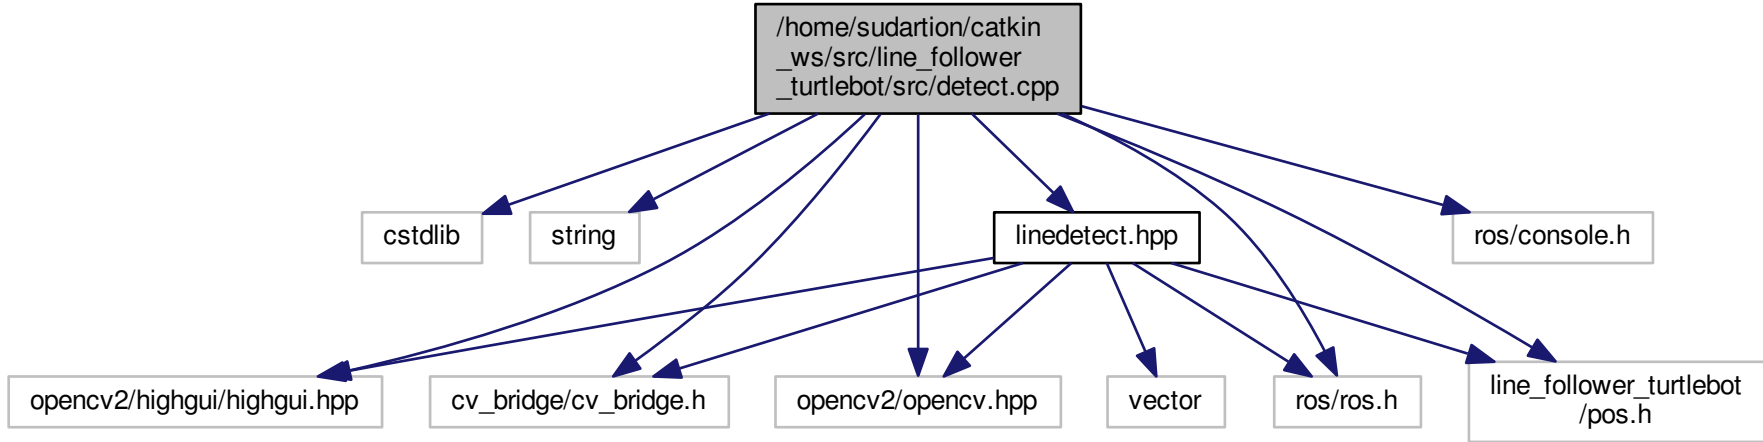 /home/sudartion/catkin
_ws/src/line_follower
_turtlebot/src/detect.cpp
cstdlib
string
linedetect.hpp
ros/console.h
opencv2/highgui/highgui.hpp
cv_bridge/cv_bridge.h
opencv2/opencv.hpp
vector
ros/ros.h
line_follower_turtlebot
/pos.h